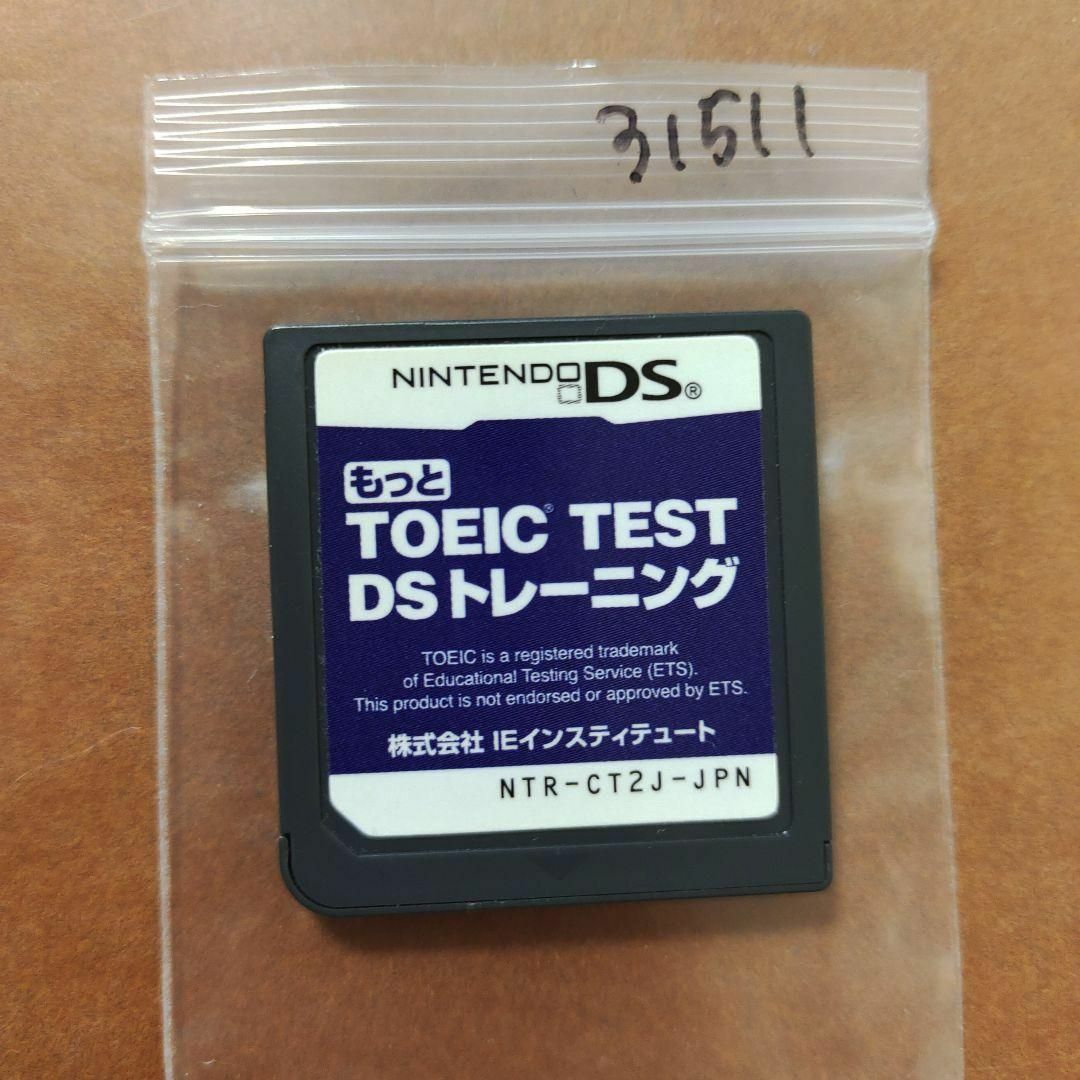 31511
NINTENDO DS®
もっと
TOEIC® TEST
DSトレーニング
TOEIC is a registered trademark
of Educational Testing Service (ETS).
This product is not endorsed or approved by ETS.
株式会社 IEインスティテュート
NTR-CT2J-JPN